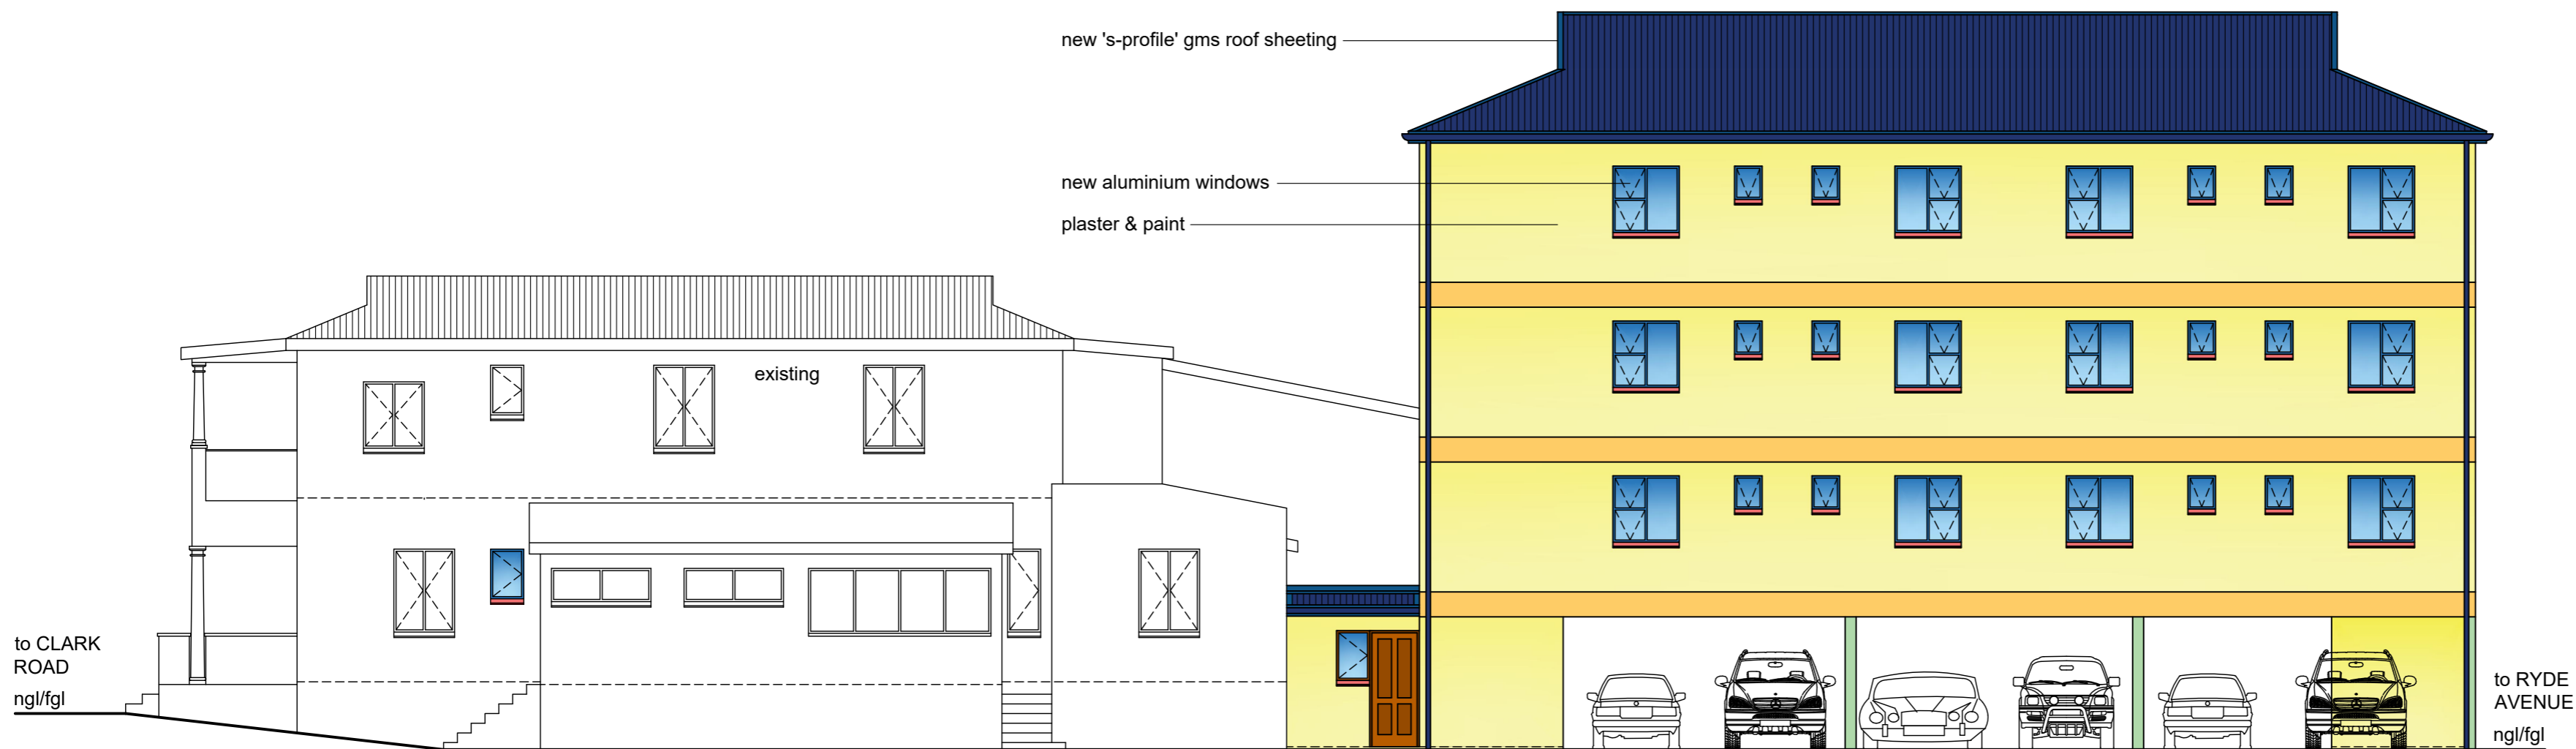 new 's-profile' gms roof sheeting
new aluminium windows
plaster & paint
existing
to CLARK
ROAD
ngl/fgl
to RYDE
AVENUE
ngl/fgl